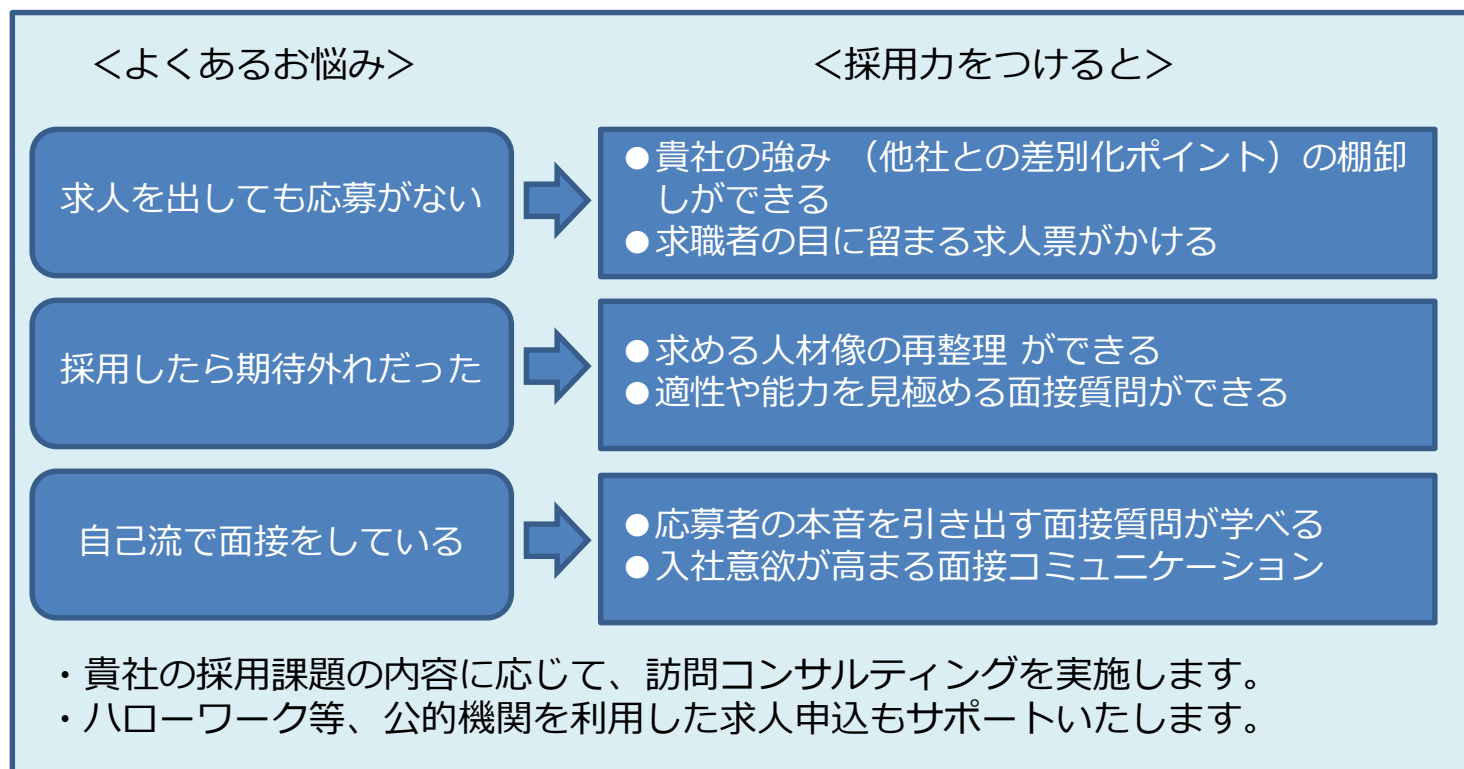 ＜よくあるお悩み＞
＜採用力をつけると＞
求人を出しても応募がない
●貴社の強み （他社との差別化ポイント）の棚卸
しができる
●求職者の目に留まる求人票がかける
採用したら期待外れだった
●求める人材像の再整理 ができる
●適性や能力を見極める面接質問ができる
自己流で面接をしている
●応募者の本音を引き出す面接質問が学べる
●入社意欲が高まる面接コミュニケーション
・貴社の採用課題の内容に応じて、訪問コンサルティングを実施します。
・ハローワーク等、公的機関を利用した求人申込もサポートいたします。